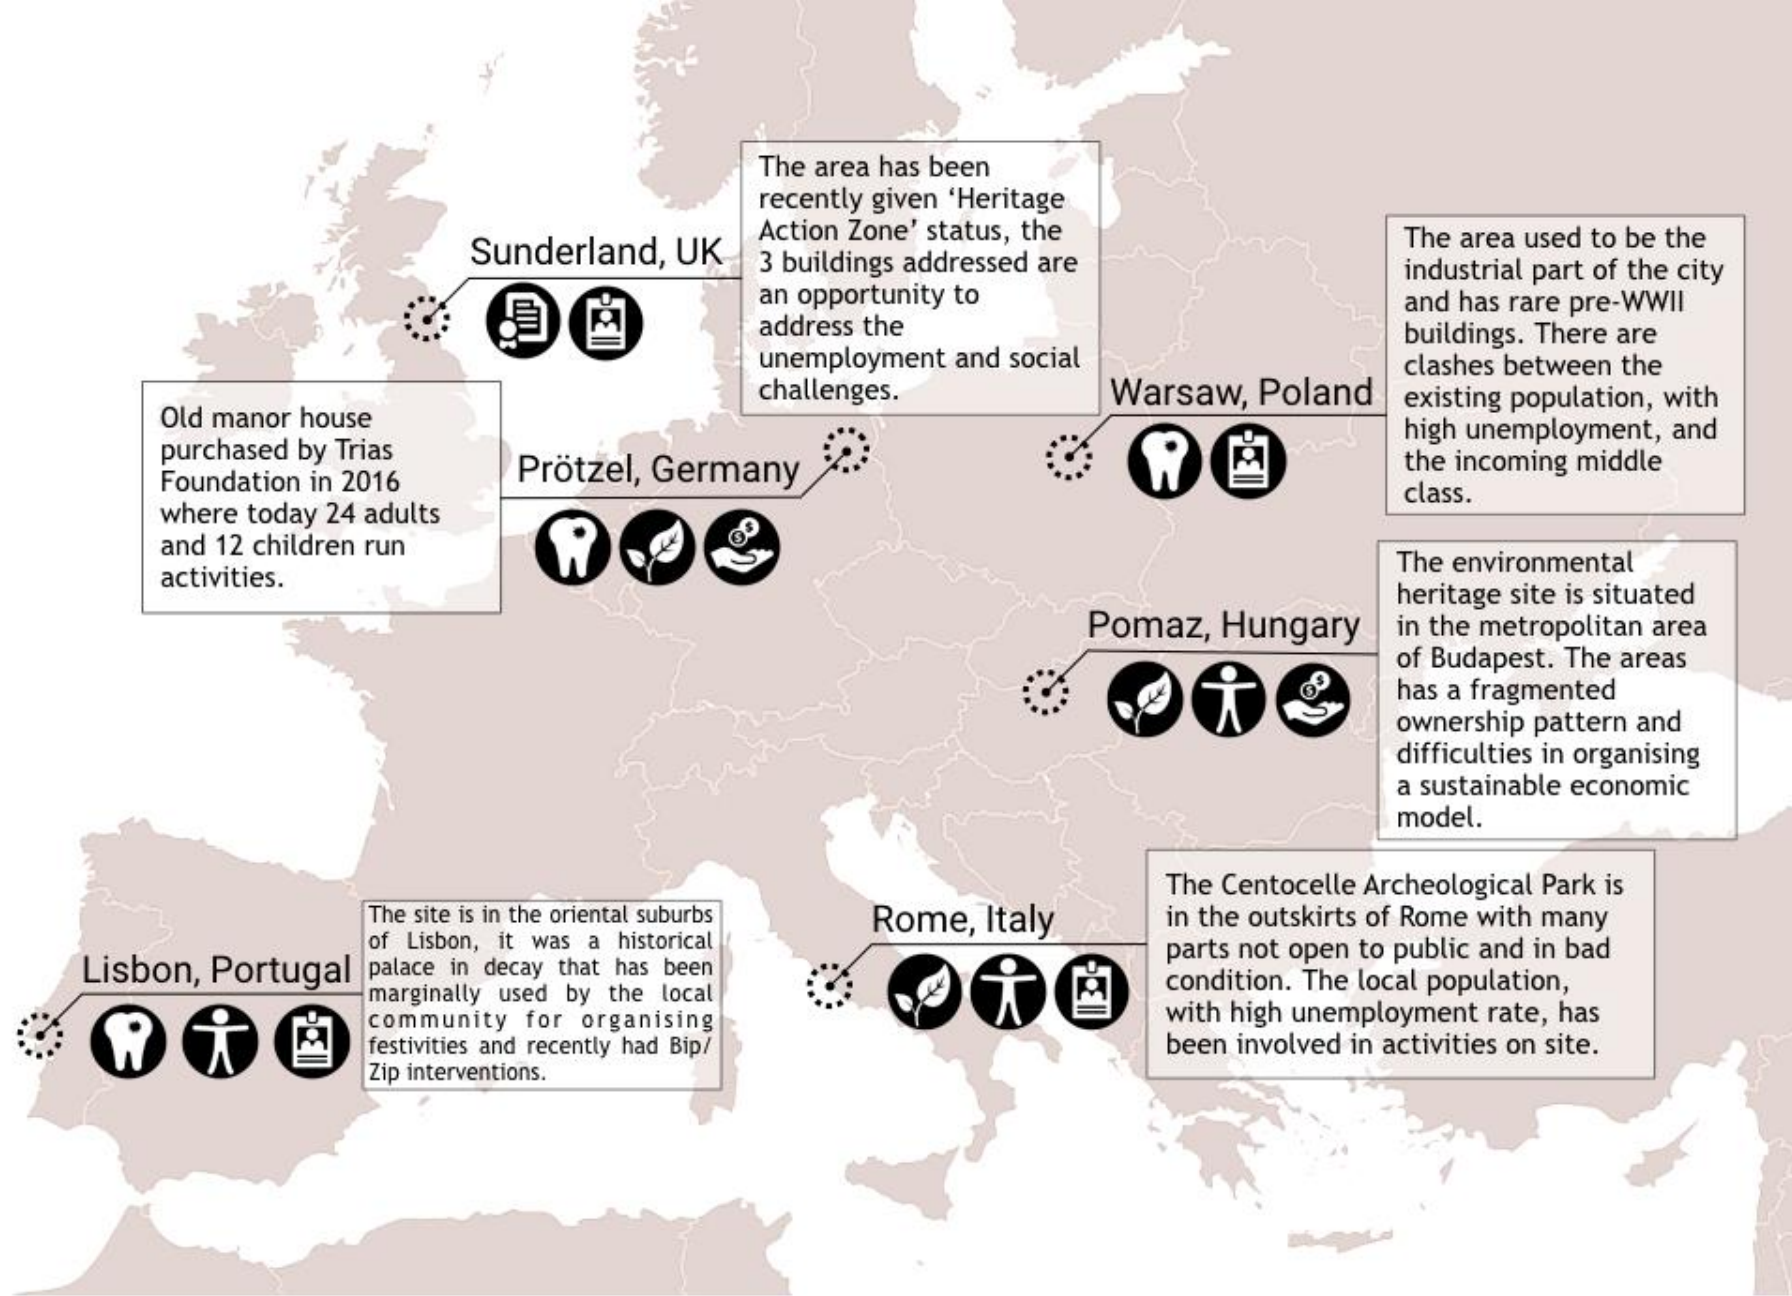 Sunderland, UK
The area has been
recently given ‘Heritage
Action Zone’ status, the
3 buildings addressed are
an opportunity to
address the
unemployment and social
challenges.
Warsaw, Poland
The area used to be the
industrial part of the city
and has rare pre-WWII
buildings. There are
clashes between the
existing population, with
high unemployment, and
the incoming middle
class.
Old manor house
purchased by Trias
Foundation in 2016
where today 24 adults
and 12 children run
activities.
Prötzel, Germany
Pomaz, Hungary
The environmental
heritage site is situated
in the metropolitan area
of Budapest. The areas
has a fragmented
ownership pattern and
difficulties in organising
a sustainable economic
model.
Lisbon, Portugal
The site is in the oriental suburbs
of Lisbon, it was a historical
palace in decay that has been
marginally used by the local
community for organising
festivities and recently had Bip/
Zip interventions.
Rome, Italy
The Centocelle Archeological Park is
in the outskirts of Rome with many
parts not open to public and in bad
condition. The local population,
with high unemployment rate, has
been involved in activities on site.